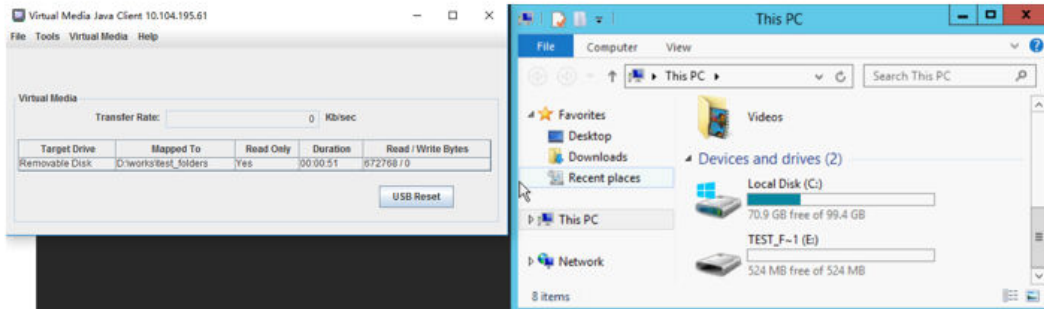 Virtual Media Java Client 10.104.195.61
File Tools Virtual Media Help
Virtual Media
Transfer Rate: 0 Kb/sec
Target Drive Mapped To Read Only Duration Read / Write Bytes
Removable Disk D:\works\test_folders Yes 00:00:51 672768 / 0
USB Reset
This PC
File Computer View
This PC
Search This PC
Favorites
Desktop
Downloads
Recent places
This PC
Network
Videos
Devices and drives (2)
Local Disk (C:)
70.9 GB free of 99.4 GB
TEST_F~1 (E:)
524 MB free of 524 MB
8 items